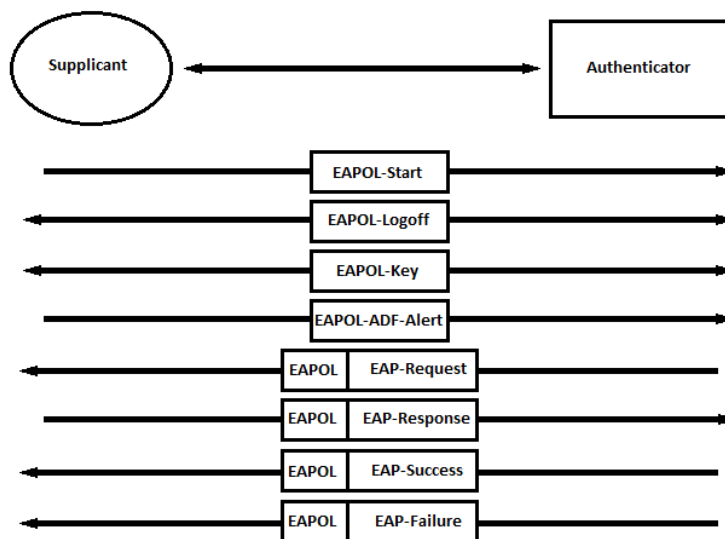 Supplicant
Authenticator
EAPOL-Start
EAPOL-Logoff
EAPOL-Key
EAPOL-ADF-Alert
EAPOL EAP-Request
EAPOL EAP-Response
EAPOL EAP-Success
EAPOL EAP-Failure